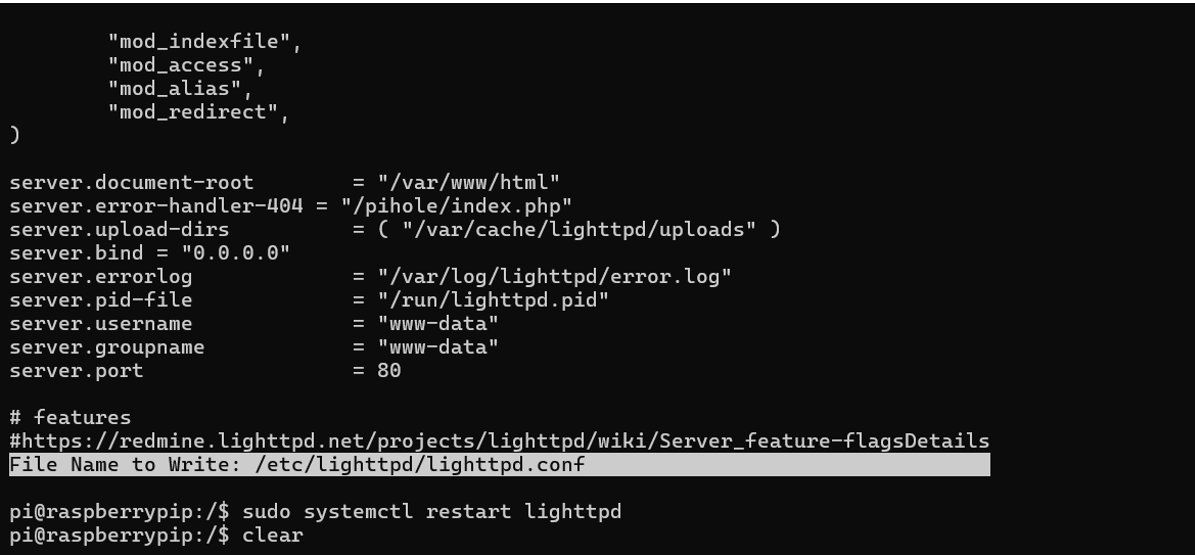 "mod_indexfile",
"mod_access",
"mod_alias",
"mod_redirect",
)
server.document-root        = "/var/www/html"
server.error-handler-404 = "/pihole/index.php"
server.upload-dirs          = ( "/var/cache/lighttpd/uploads" )
server.bind = "0.0.0.0"
server.errorlog             = "/var/log/lighttpd/error.log"
server.pid-file             = "/run/lighttpd.pid"
server.username             = "www-data"
server.groupname            = "www-data"
server.port                 = 80
# features
#https://redmine.lighttpd.net/projects/lighttpd/wiki/Server_feature-flagsDetails
File Name to Write: /etc/lighttpd/lighttpd.conf
pi@raspberrypip:/$ sudo systemctl restart lighttpd
pi@raspberrypip:/$ clear